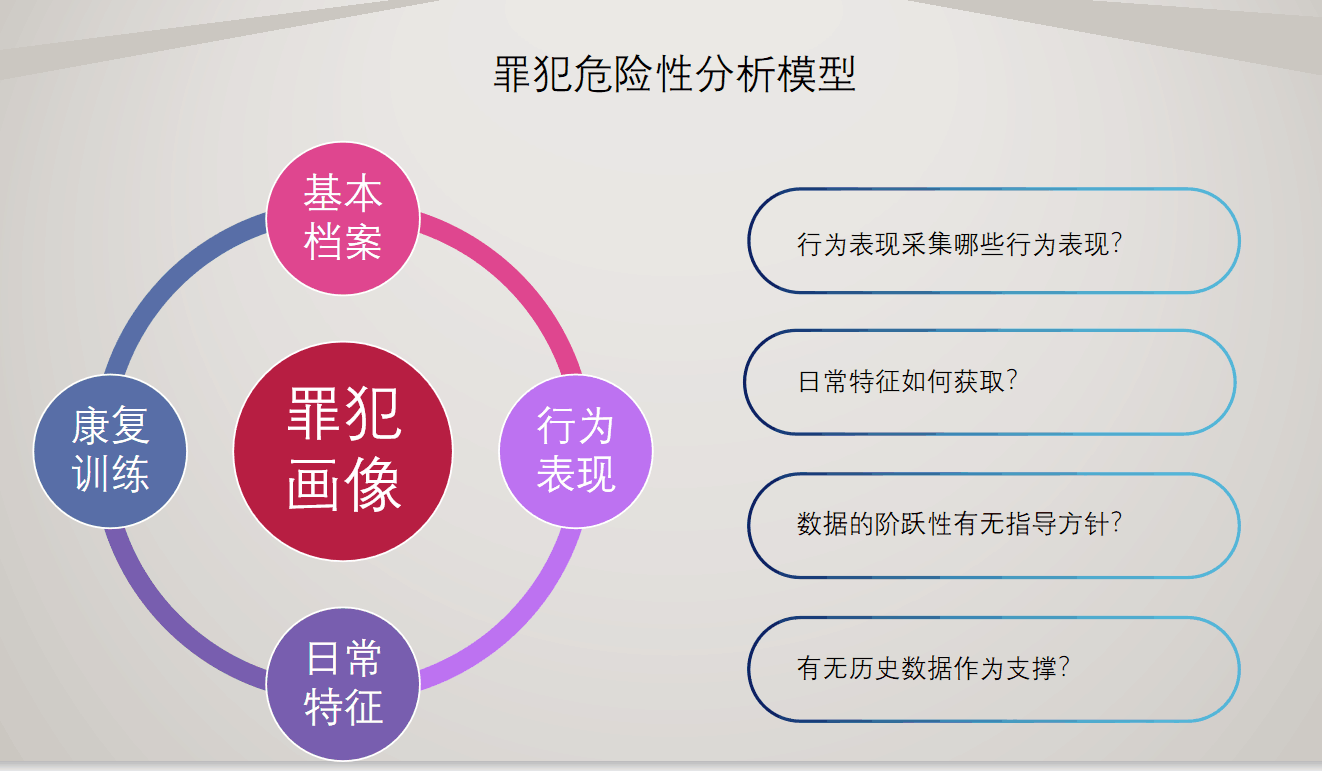 罪犯危险性分析模型
基本
档案
康复
训练
罪犯
画像
行为
表现
日常
特征
行为表现采集哪些行为表现?
日常特征如何获取?
数据的阶跃性有无指导方针?
有无历史数据作为支撑?